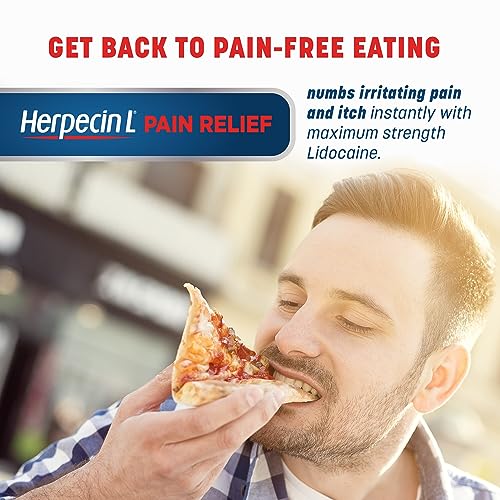 GET BACK TO PAIN-FREE EATING
Herpecin L® PAIN RELIEF
numbs irritating pain
and itch instantly with
maximum strength
Lidocaine.